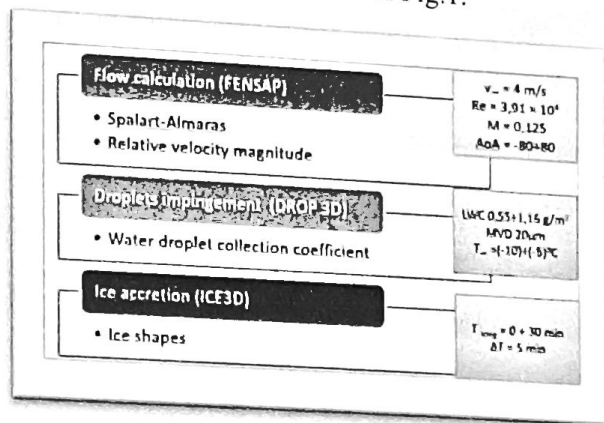 Flow calculation (FENSAP)
• Spalart-Almaras
• Relative velocity magnitude
v∞ = 4 m/s
Re = 3,91 × 10⁴
M = 0,125
AoA = -80÷80
Droplets impingement (DROP 3D)
• Water droplet collection coefficient
LWC 0.55÷1,15 g/m³
MVD 20μm
T∞ =(-10)÷(-5)°C
Ice accretion (ICE3D)
• Ice shapes
= 0 ÷ 30 min
ΔT = 5 min